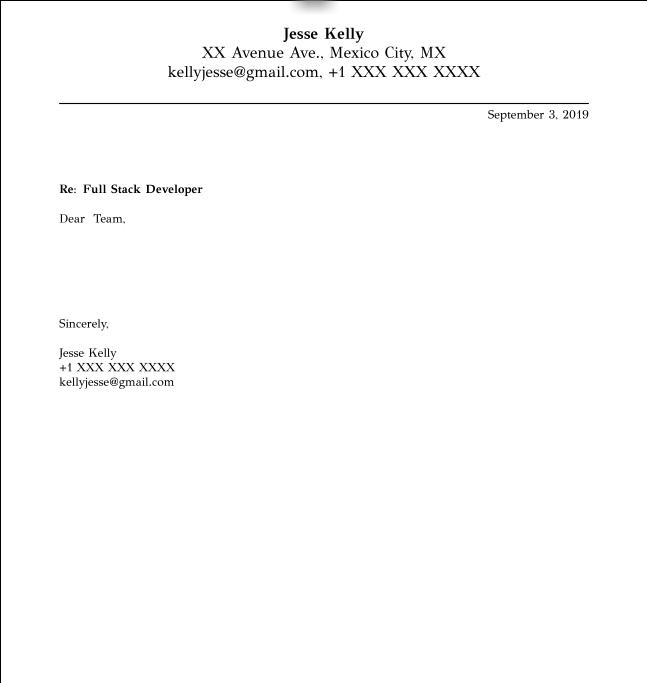 Jesse Kelly
XX Avenue Ave., Mexico City, MX
kellyjesse@gmail.com, +1 XXX XXX XXXX
September 3, 2019
Re: Full Stack Developer
Dear Team,
Sincerely,
Jesse Kelly
+1 XXX XXX XXXX
kellyjesse@gmail.com